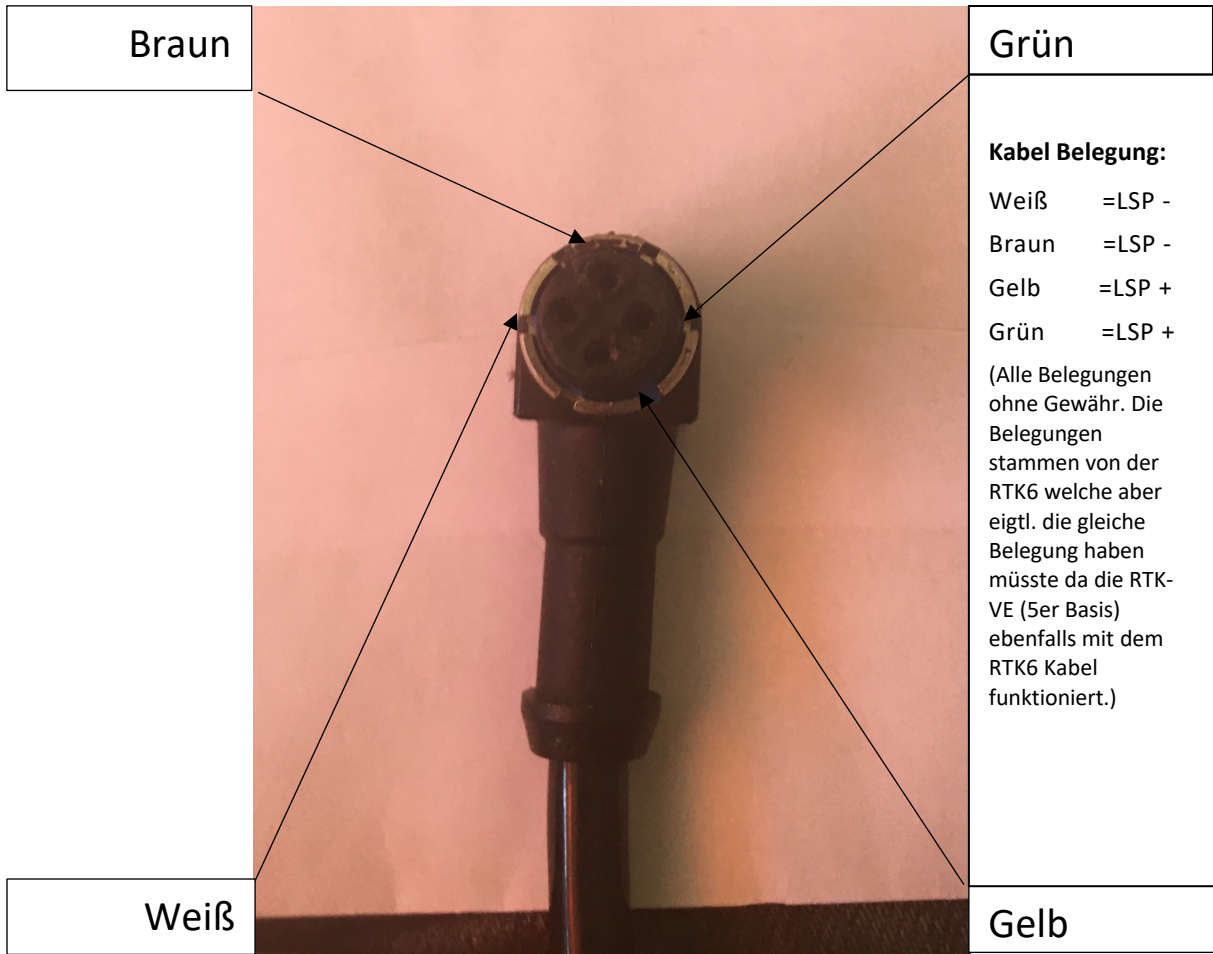 Braun
Grün
Kabel Belegung:
Weiß =LSP -
Braun =LSP -
Gelb =LSP +
Grün =LSP +
(Alle Belegungen
ohne Gewähr. Die
Belegungen
stammen von der
RTK6 welche aber
eigtl. die gleiche
Belegung haben
müsste da die RTK-
VE (5er Basis)
ebenfalls mit dem
RTK6 Kabel
funktioniert.)
Weiß
Gelb